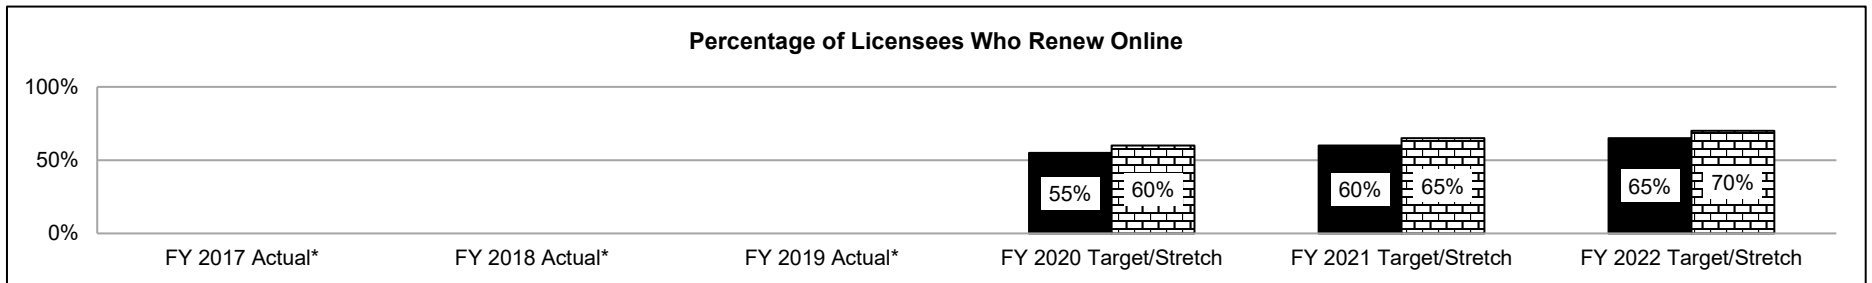 Percentage of Licensees Who Renew Online
100%
50%
0%
55% 60% 60% 65% 65% 70%
FY 2017 Actual* FY 2018 Actual* FY 2019 Actual* FY 2020 Target/Stretch FY 2021 Target/Stretch FY 2022 Target/Stretch